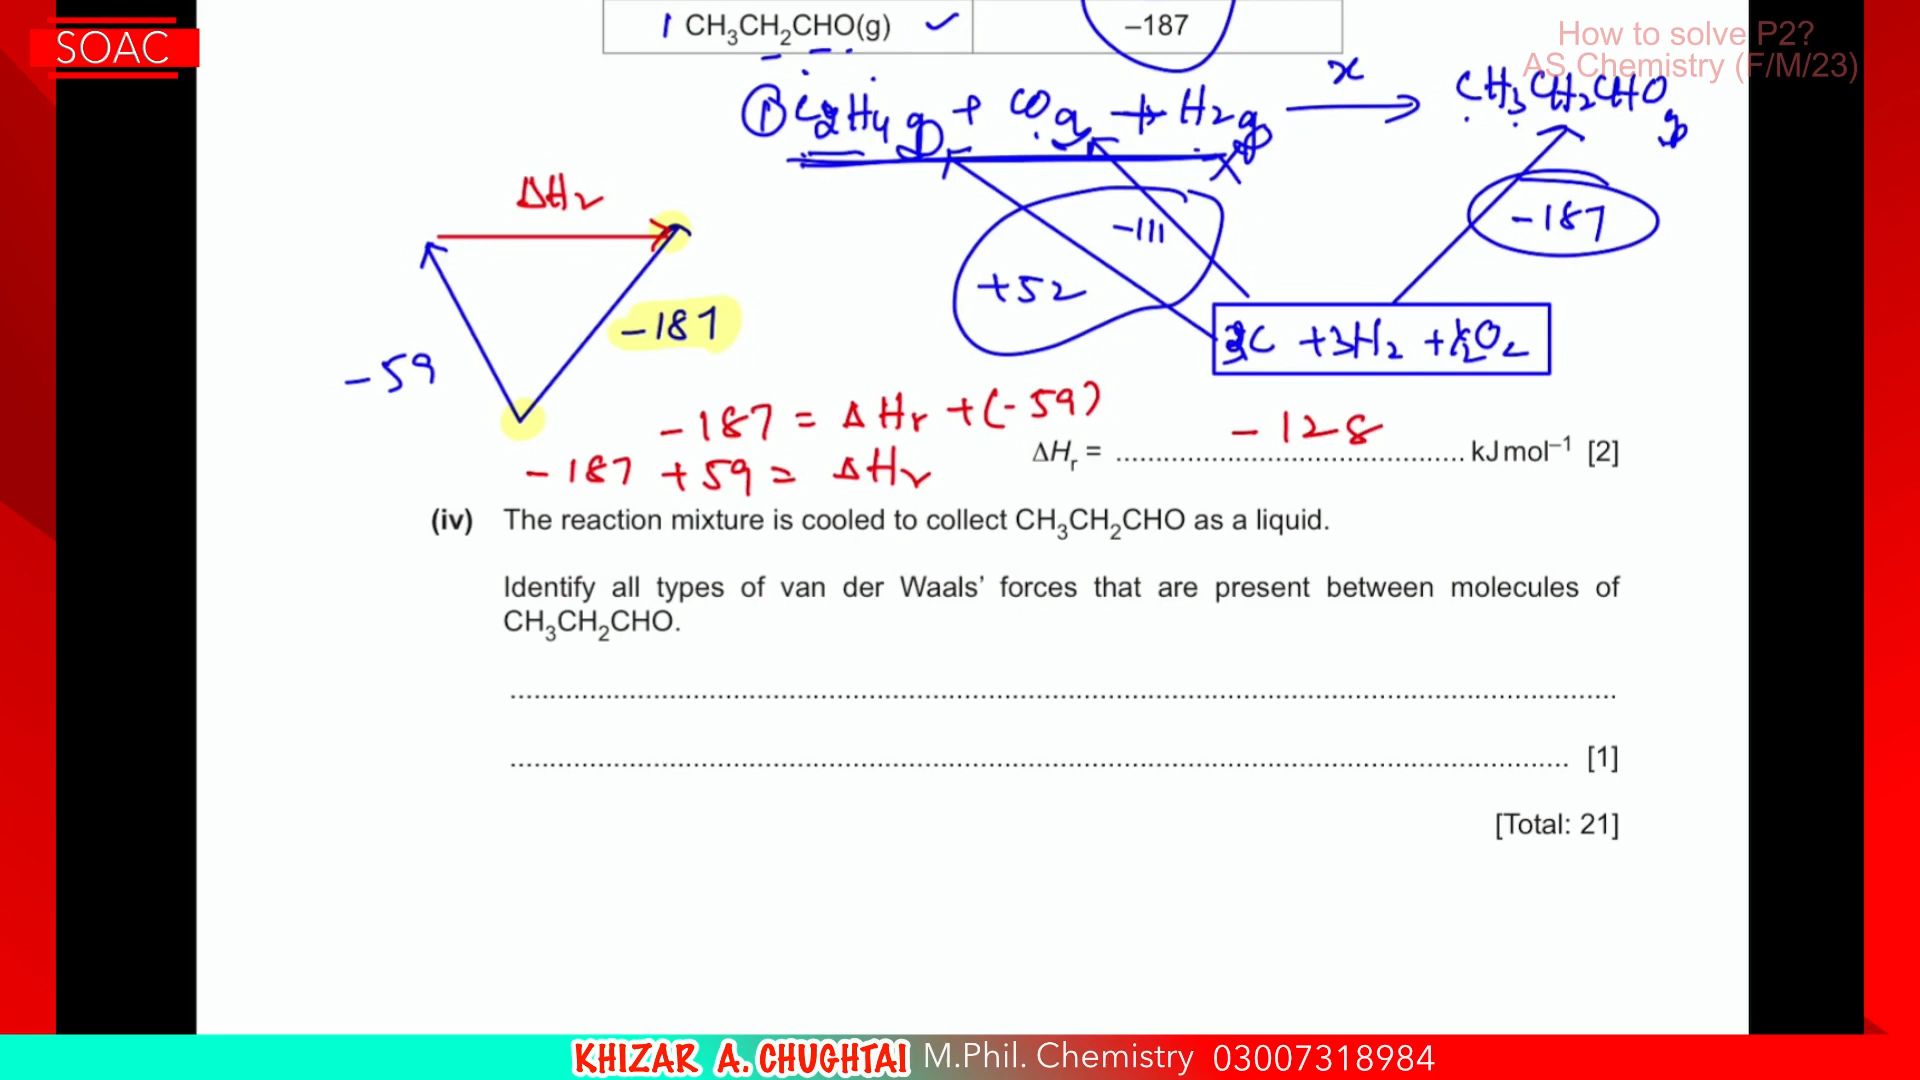 SOAC
How to solve P2?
AS Chemistry (F/M/23)
1 CH₃CH₂CHO(g) ✓ –187
① C₂H₄ g + CO g + H₂ g ⟶ x CH₃CH₂CHO g
ΔHr
-111
-187
+52
-187
-59
+3H₂ +½O₂
-187 = ΔHr +(-59)
-187 +59 = ΔHr
ΔHᵣ = -128 kJ mol⁻¹ [2]
(iv) The reaction mixture is cooled to collect CH₃CH₂CHO as a liquid.
Identify all types of van der Waals’ forces that are present between molecules of
CH₃CH₂CHO.
[1]
[Total: 21]
KHIZAR A. CHUGHTAI M.Phil. Chemistry 03007318984